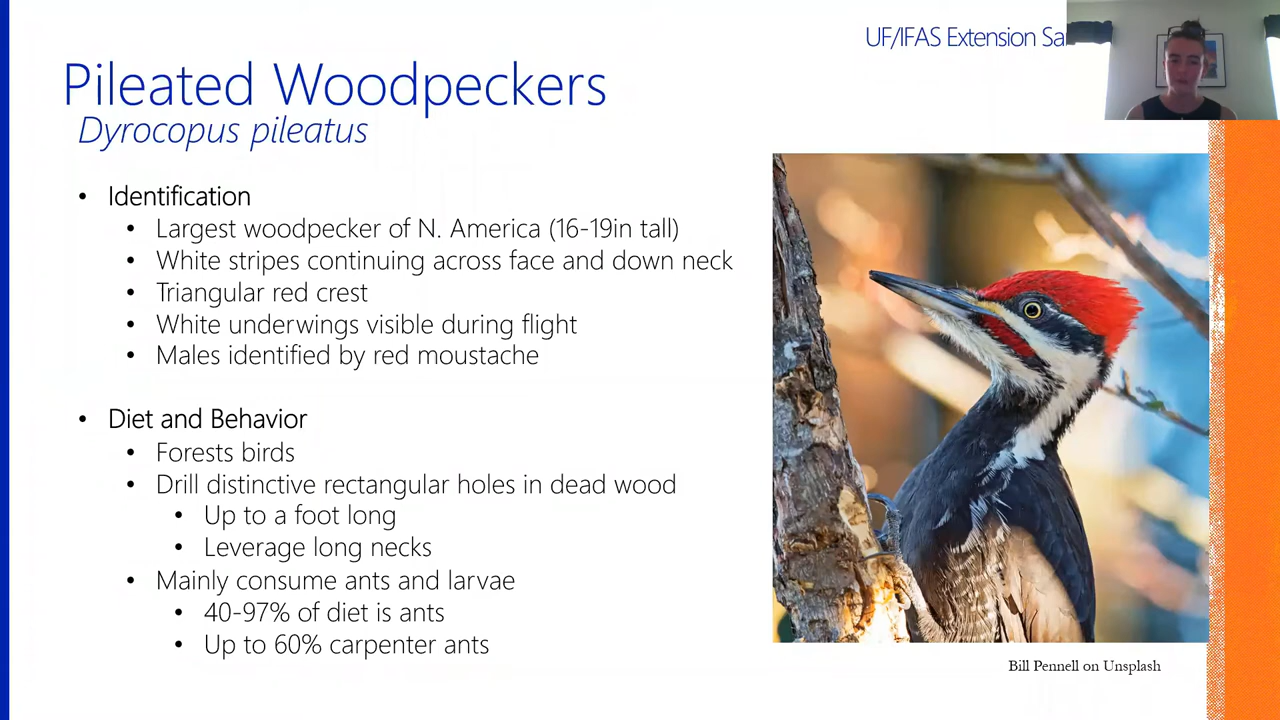 UF/IFAS Extension Sa
Pileated Woodpeckers
Dyrocopus pileatus
• Identification
• Largest woodpecker of N. America (16-19in tall)
• White stripes continuing across face and down neck
• Triangular red crest
• White underwings visible during flight
• Males identified by red moustache
• Diet and Behavior
• Forests birds
• Drill distinctive rectangular holes in dead wood
• Up to a foot long
• Leverage long necks
• Mainly consume ants and larvae
• 40-97% of diet is ants
• Up to 60% carpenter ants
Bill Pennell on Unsplash